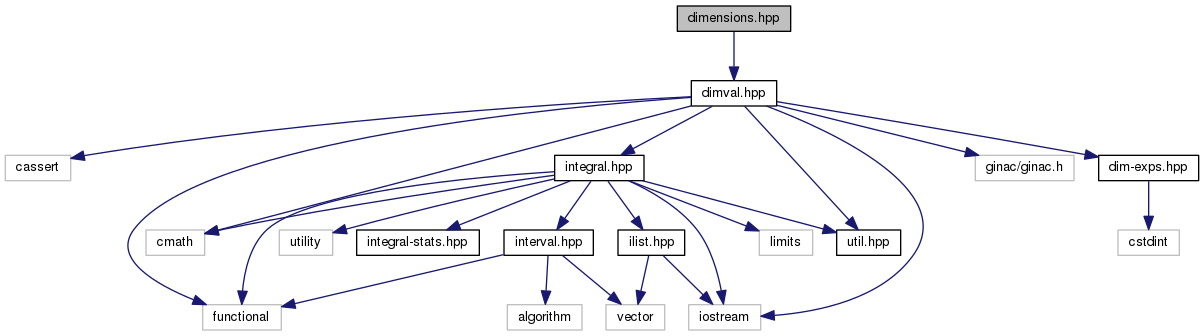 dimensions.hpp
dimval.hpp
cassert
integral.hpp
ginac/ginac.h
dim-exps.hpp
cmath
utility
integral-stats.hpp
interval.hpp
ilist.hpp
limits
util.hpp
cstdint
functional
algorithm
vector
iostream